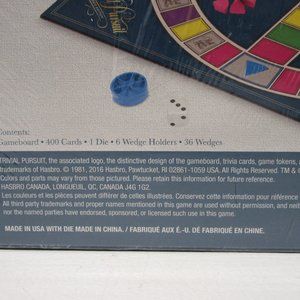 Contents:
Gameboard • 400 Cards • 1 Die • 6 Wedge Holders • 36 Wedges
TRIVIAL PURSUIT, the associated logo, the distinctive design of the gameboard, trivia cards, game tokens,
trademarks of Hasbro. © 1981, 2016 Hasbro, Pawtucket, RI 02861-1059 USA. All Rights Reserved. TM &
Colors and parts may vary from those pictured. Please retain this information for future reference.
HASBRO CANADA, LONGUEUIL, QC, CANADA J4G 1G2.
Les couleurs et les pièces peuvent différer de celles illustrées. Conservez cette information pour référence
All third party trademarks and proper names mentioned in this game are used without permission, and neith
nor the named parties have endorsed, sponsored, or licensed such use in this game.
MADE IN USA WITH DIE MADE IN CHINA. / FABRIQUÉ AUX É.-U. DÉ FABRIQUÉ EN CHINE.